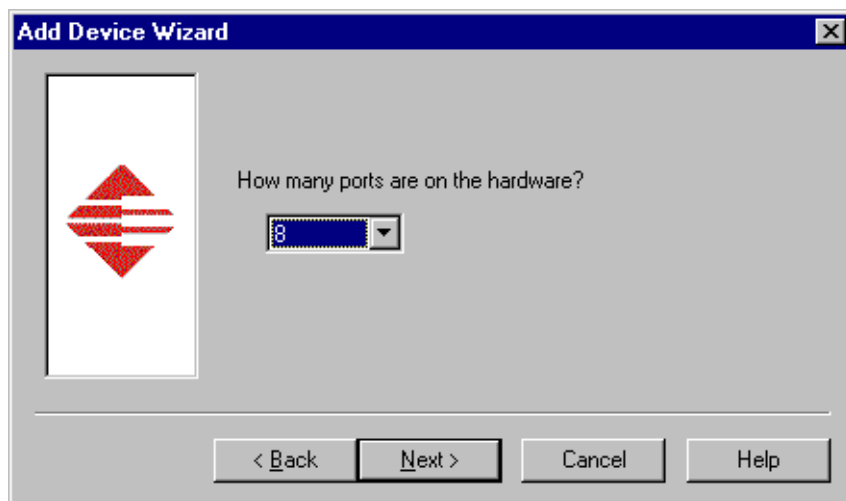 Add Device Wizard
How many ports are on the hardware?
8
< Back Next > Cancel Help